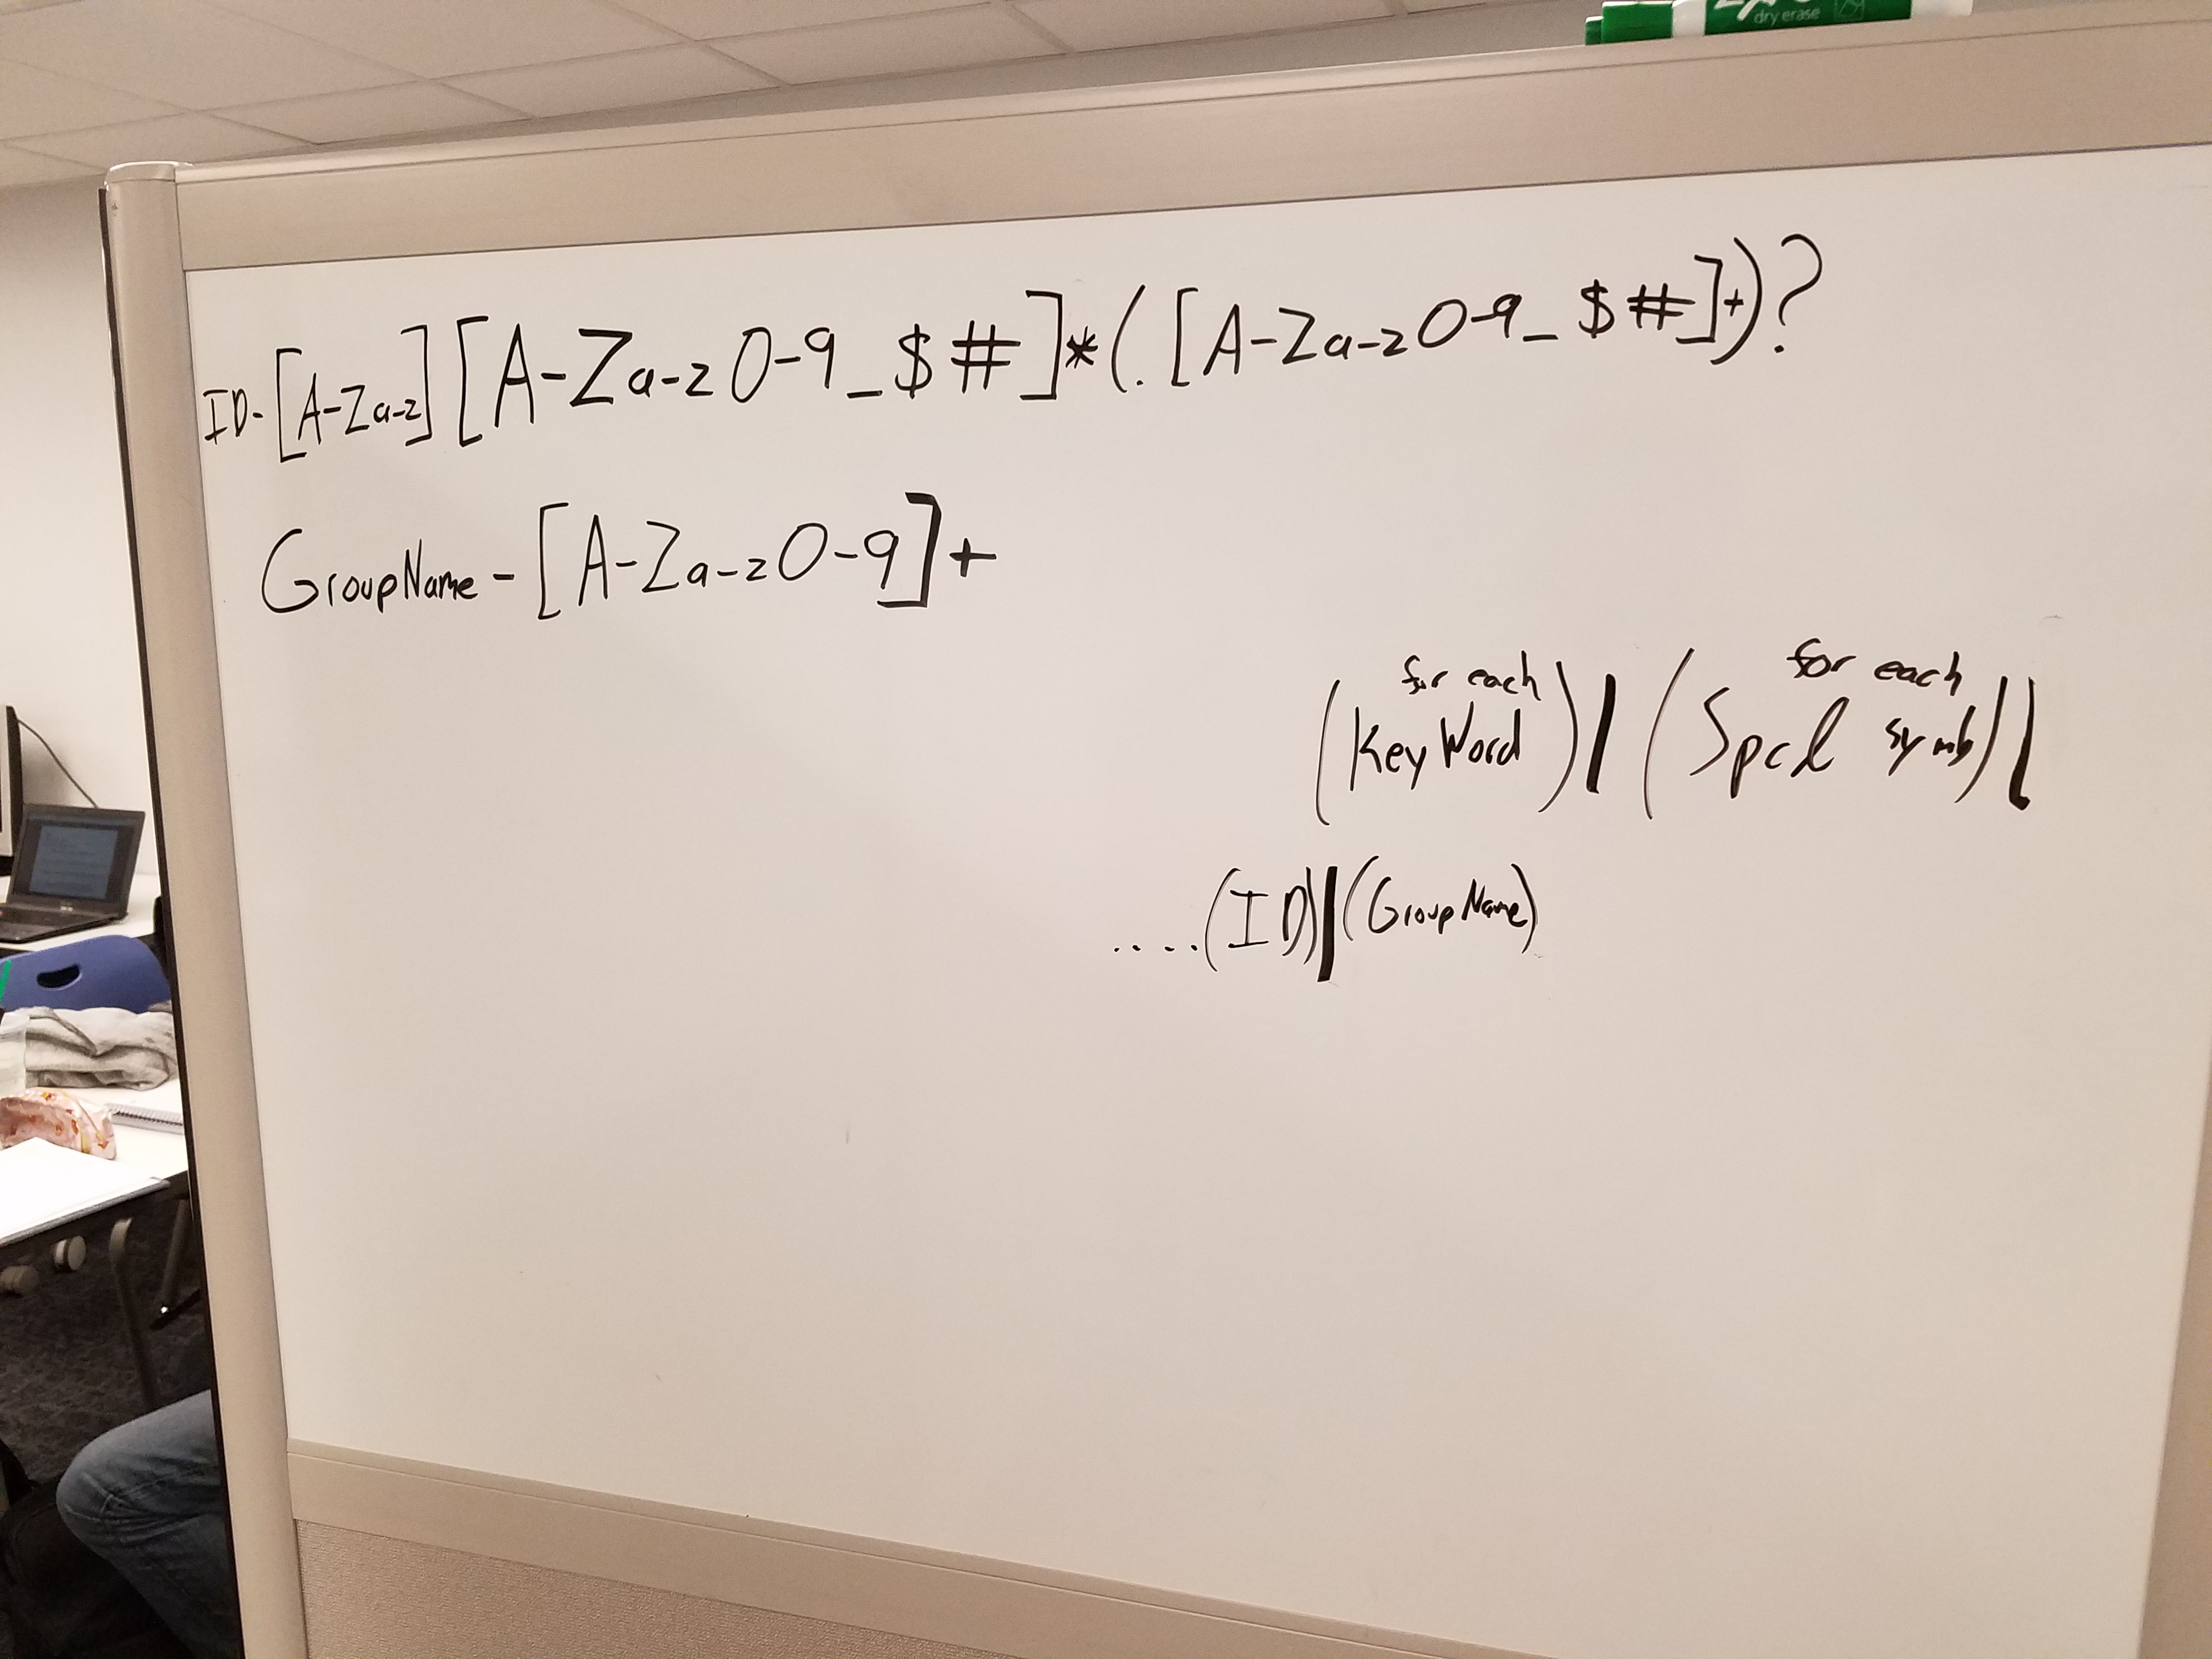 dry erase
ID-[A-Za-z][A-Za-z0-9_$#]*(.[A-Za-z0-9_$#]+)?
GroupName-[A-Za-z0-9]+
for each for each
(KeyWord)|(Spcl symb)|
....(ID)|(GroupName)